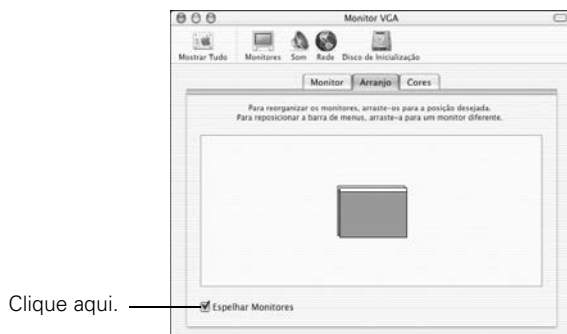 Monitor VGA
Mostrar Tudo Monitores Som Rede Disco de Inicialização
Monitor Arranjo Cores
Para reorganizar os monitores, arraste-os para a posição desejada.
Para reposicionar a barra de menus, arraste-a para um monitor diferente.
Clique aqui.
Espelhar Monitores